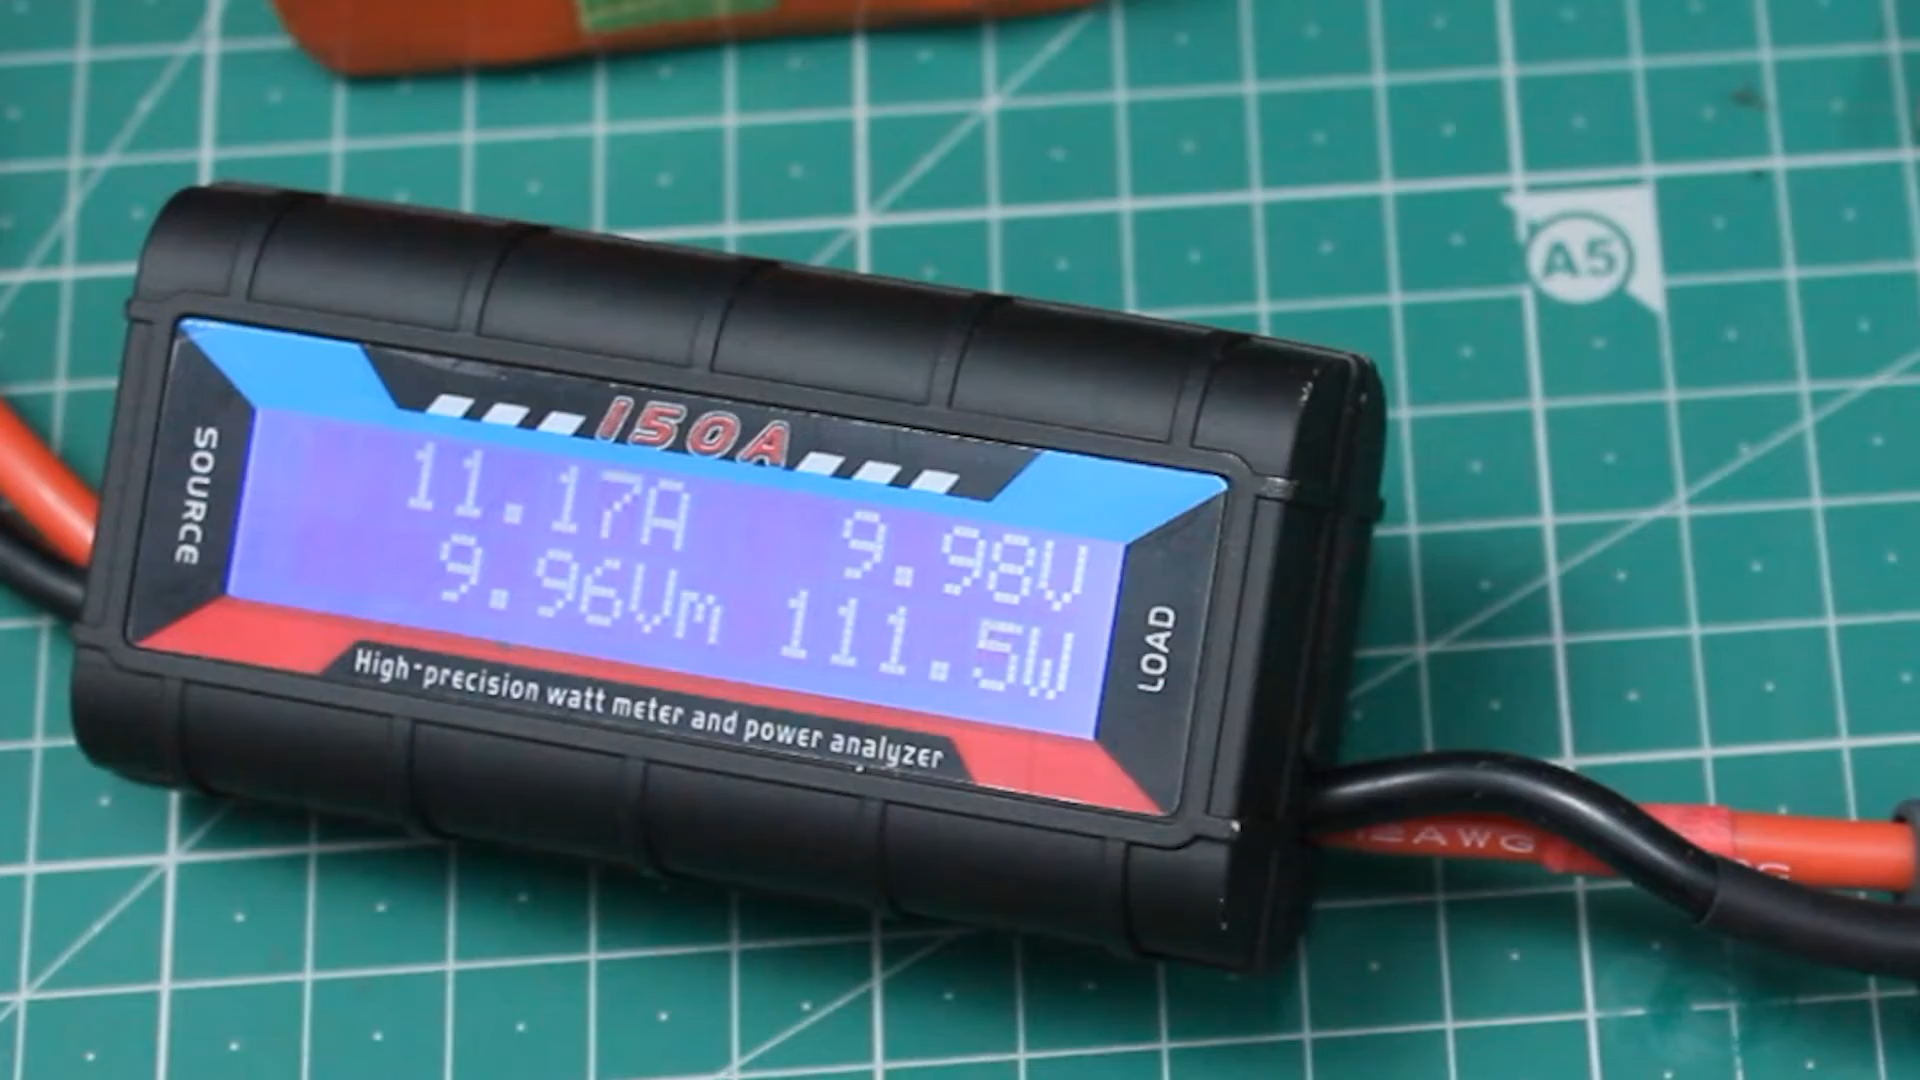 A5
150A
SOURCE
11.17A 9.98V
9.96Vm 111.5W
LOAD
High-precision watt meter and power analyzer
12AWG